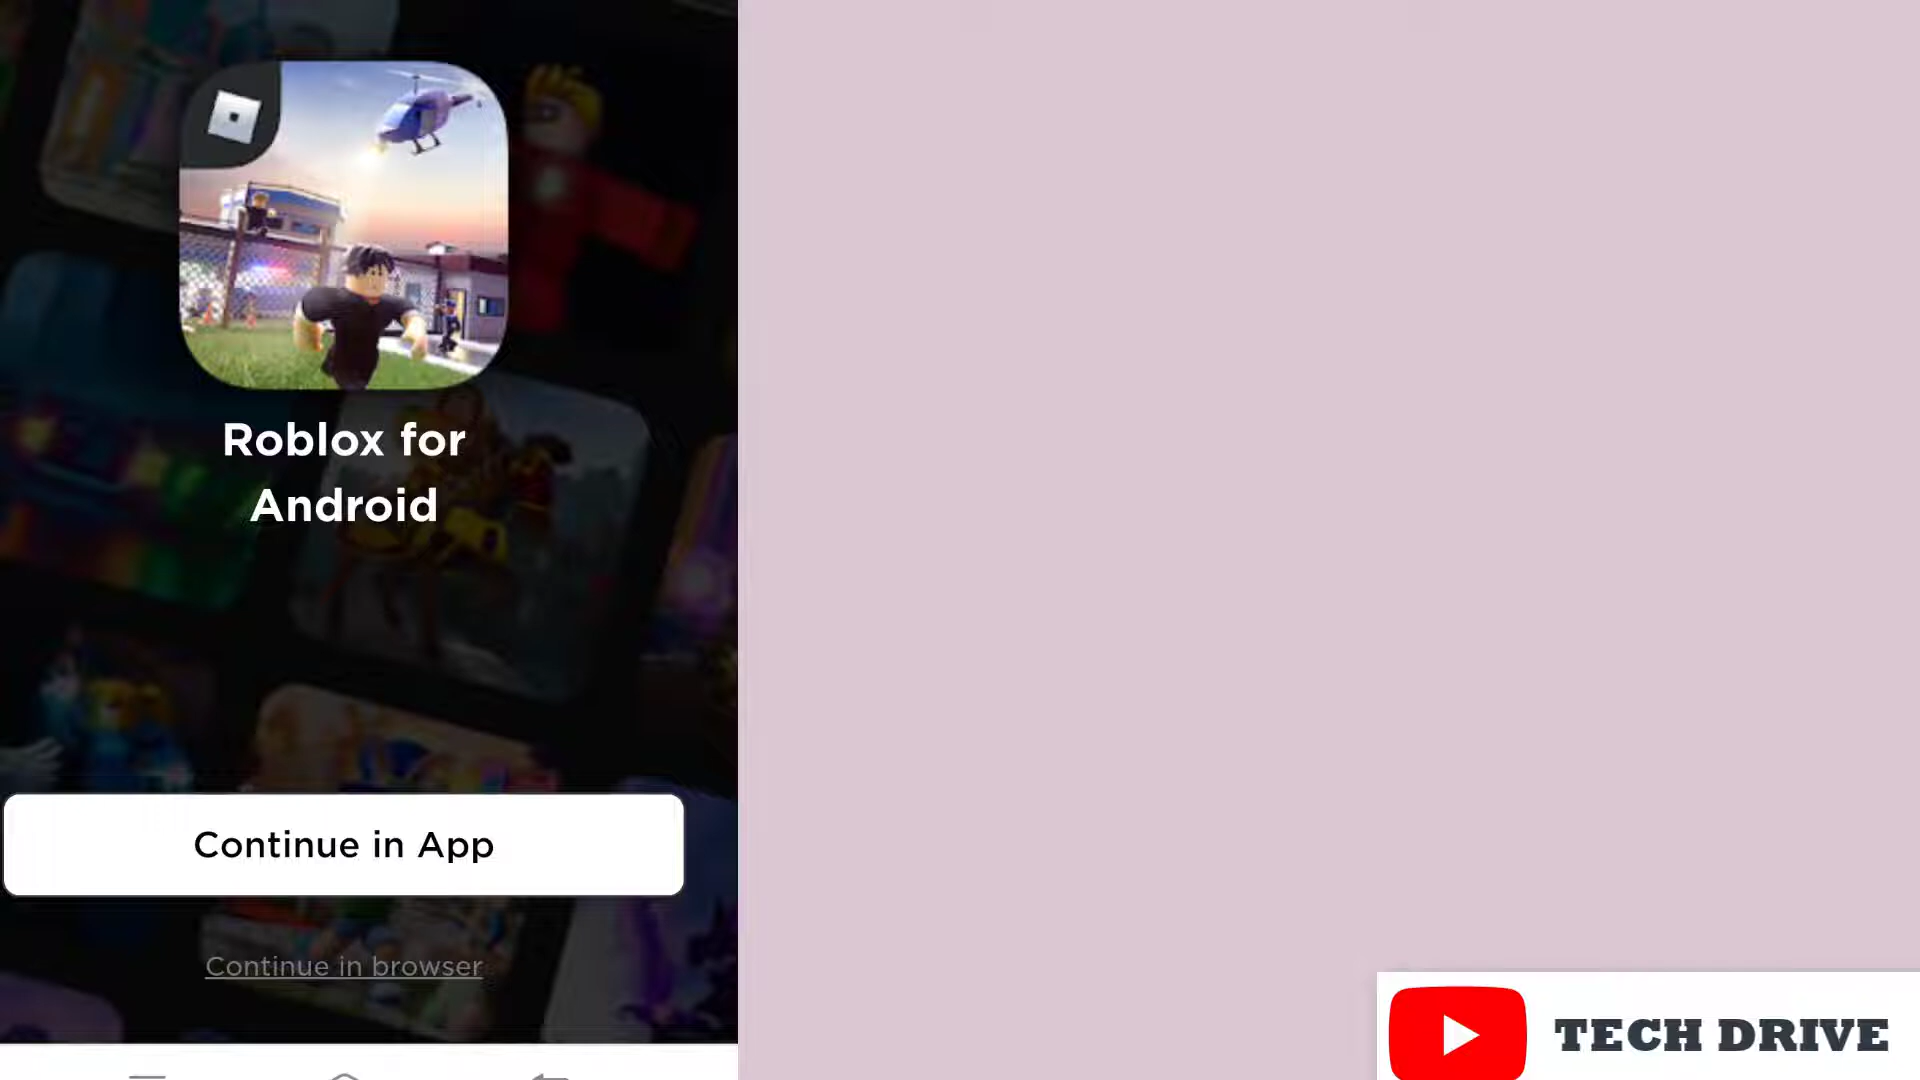 Roblox for
Android
Continue in App
Continue in browser
TECH DRIVE